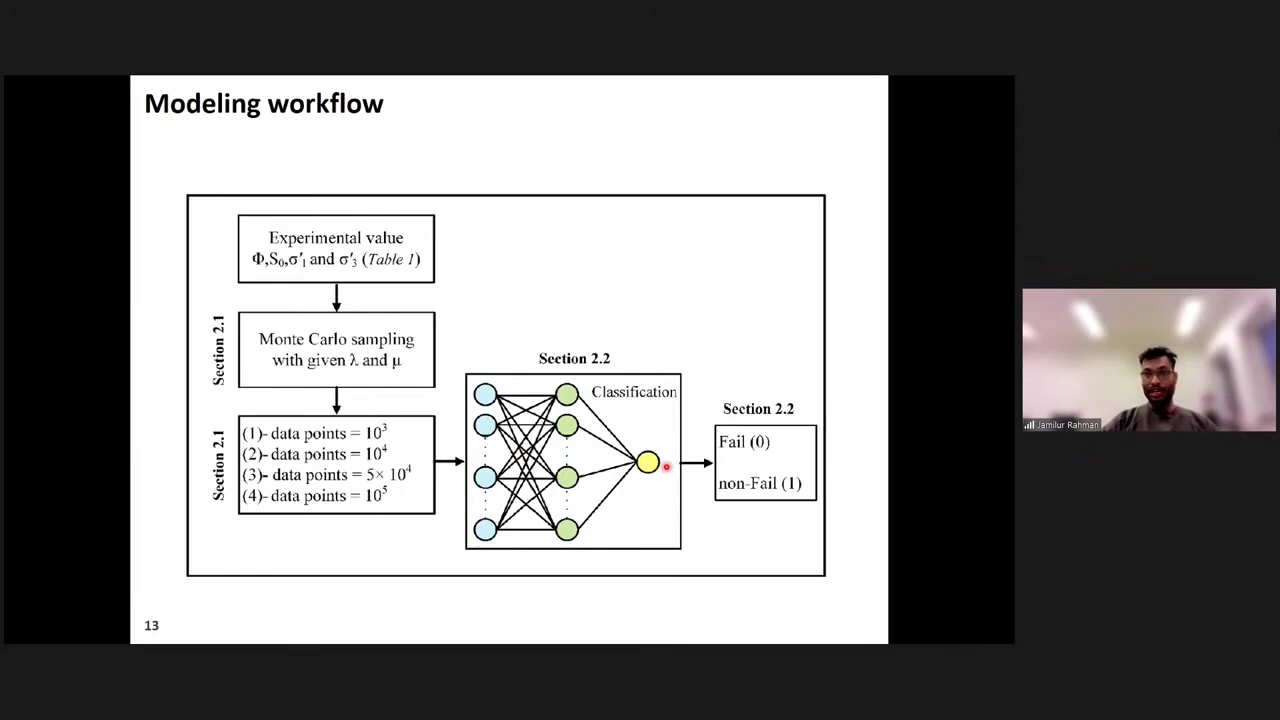 Modeling workflow
Experimental value
Φ,S₀,σ′₁ and σ′₃ (Table 1)
Section 2.1
Monte Carlo sampling
with given λ and μ
Section 2.1
(1)- data points = 10³
(2)- data points = 10⁴
(3)- data points = 5× 10⁴
(4)- data points = 10⁵
Section 2.2
Classification
Section 2.2
Fail (0)
non-Fail (1)
13
Jamilur Rahman